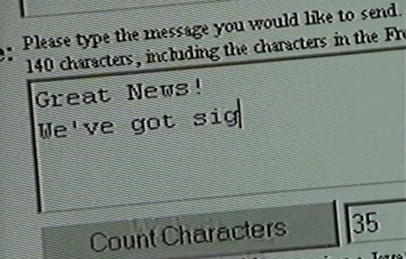 Please type the message you would like to send.
140 characters, including the characters in the
Great News!
We've got sig
Count Characters
35